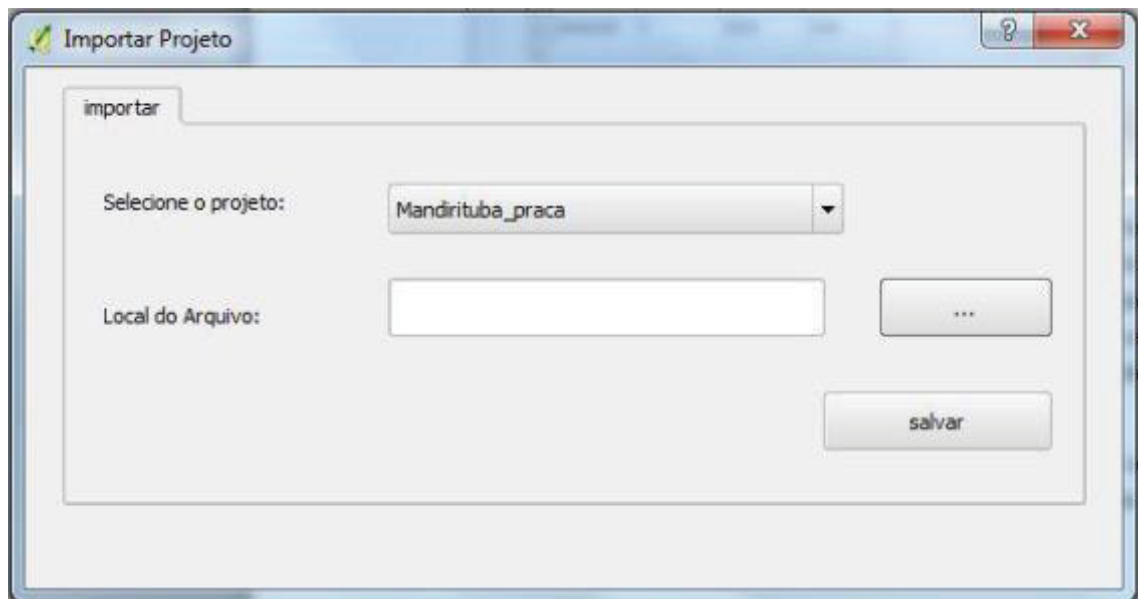 Importar Projeto
importar
Selecione o projeto:
Mandirituba_praca
Local do Arquivo:
...
salvar